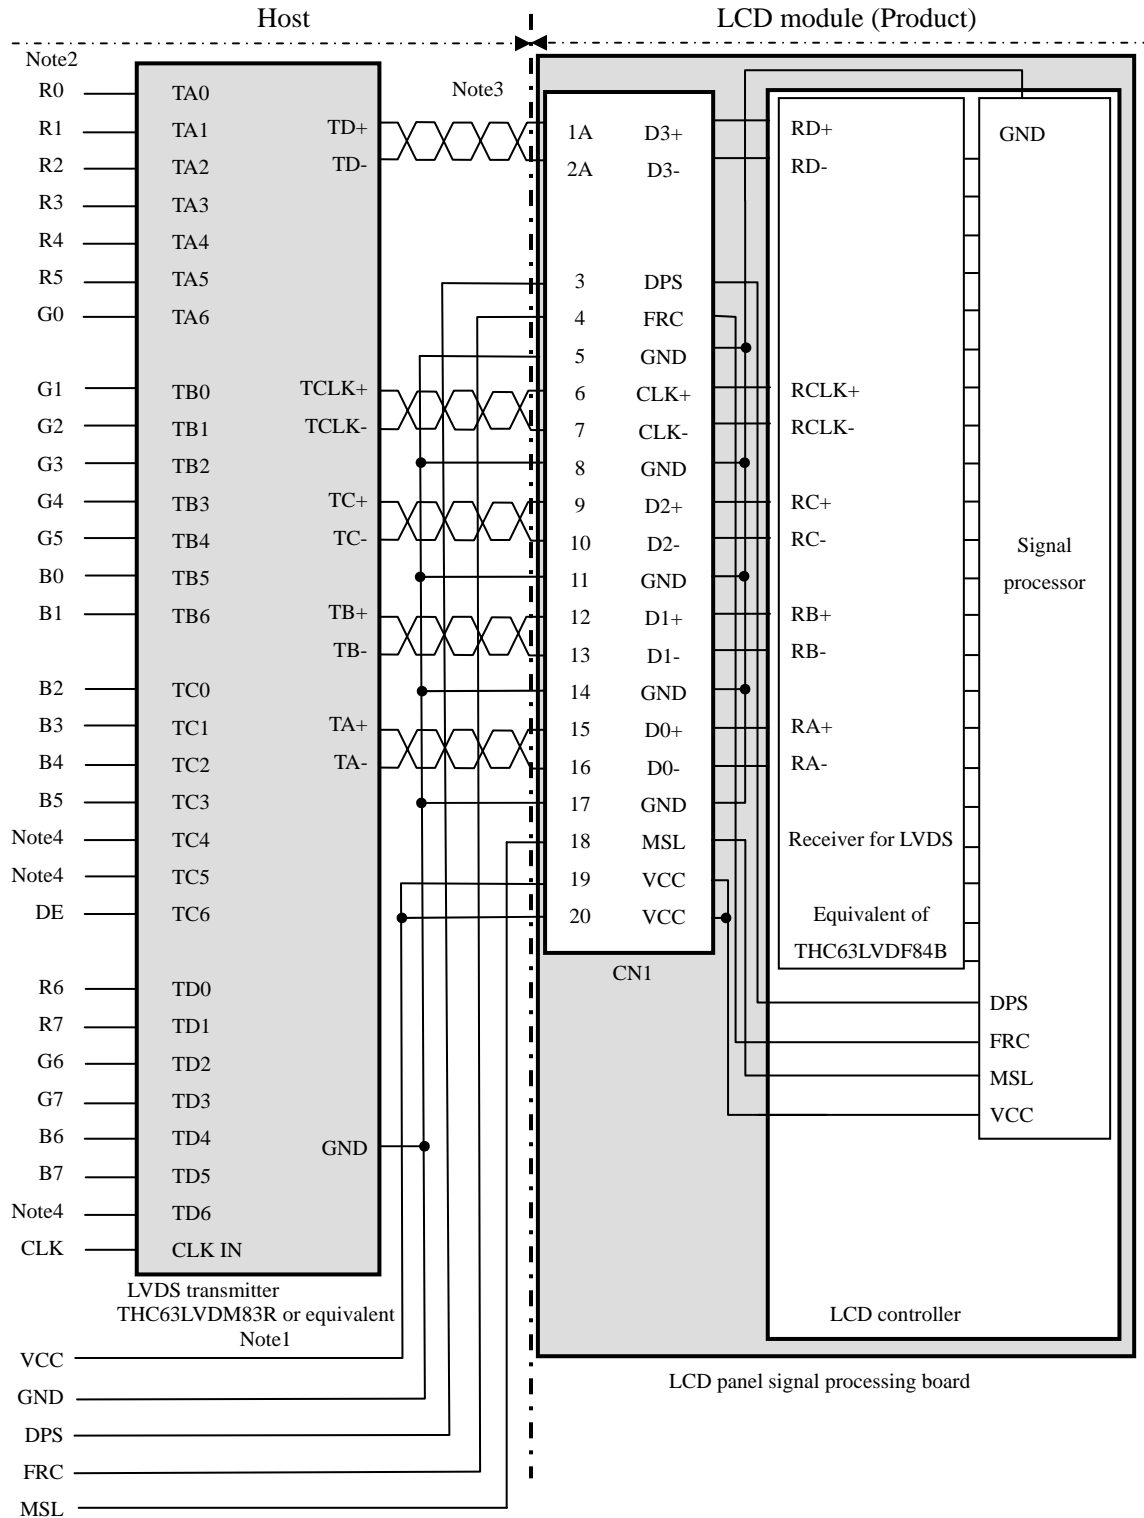 Host
LCD module (Product)
Note2
Note3
R0
TA0
R1
TA1
TD+
1A
D3+
RD+
GND
R2
TA2
TD-
2A
D3-
RD-
R3
TA3
R4
TA4
R5
TA5
3
DPS
G0
TA6
4
FRC
5
GND
G1
TB0
TCLK+
6
CLK+
RCLK+
G2
TB1
TCLK-
7
CLK-
RCLK-
G3
TB2
8
GND
G4
TB3
TC+
9
D2+
RC+
G5
TB4
TC-
10
D2-
RC-
Signal
processor
B0
TB5
11
GND
B1
TB6
TB+
12
D1+
RB+
TB-
13
D1-
RB-
B2
TC0
14
GND
B3
TC1
TA+
15
D0+
RA+
B4
TC2
TA-
16
D0-
RA-
B5
TC3
17
GND
Note4
TC4
18
MSL
Receiver for LVDS
Note4
TC5
19
VCC
DE
TC6
20
VCC
Equivalent of
THC63LVDF84B
CN1
R6
TD0
DPS
R7
TD1
FRC
G6
TD2
MSL
G7
TD3
VCC
B6
TD4
GND
B7
TD5
Note4
TD6
CLK
CLK IN
LVDS transmitter
THC63LVDM83R or equivalent
Note1
LCD controller
LCD panel signal processing board
VCC
GND
DPS
FRC
MSL